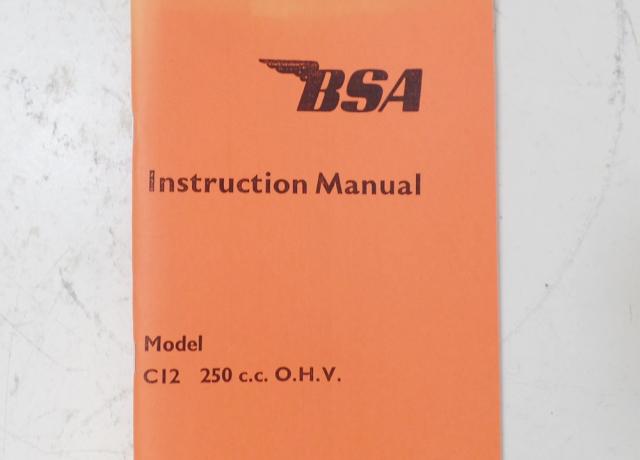 BSA
Instruction Manual
Model
C12 250 c.c. O.H.V.